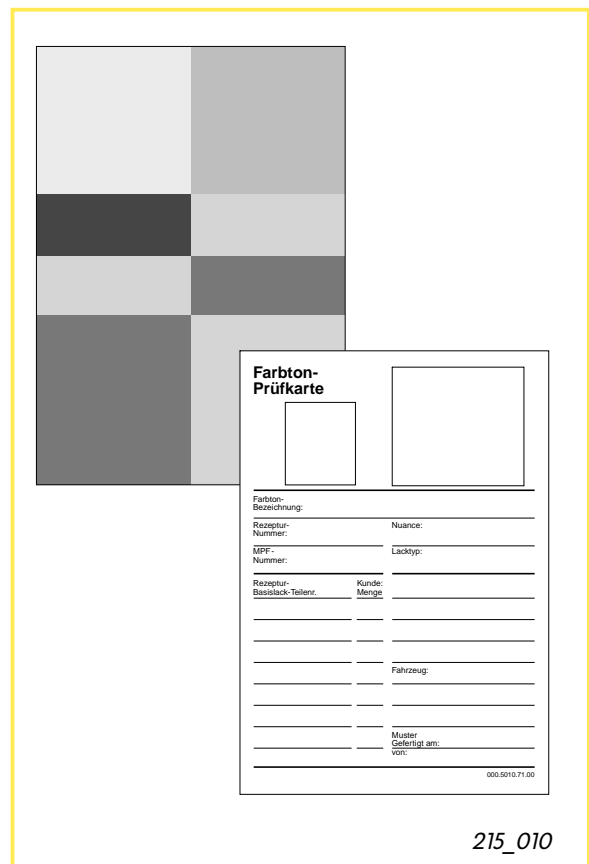 Farbton-
Prüfkarte
Farbton-
Bezeichnung:
Rezeptur-
Nummer:
Nuance:
MPF-
Nummer:
Lacktyp:
Rezeptur-
Basislack-Teilenr.
Kunde:
Menge
Fahrzeug:
Muster
Gefertigt am:
von:
000.5010.71.00
215_010